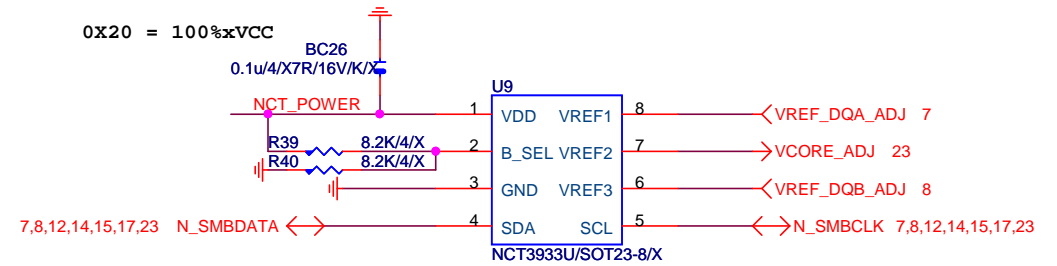 0X20 = 100%xVCC
BC26
0.1u/4/X7R/16V/K/X
U9
NCT_POWER 1 VDD VREF1 8 VREF_DQA_ADJ 7
R39 8.2K/4/X
2 B_SEL VREF2 7 VCORE_ADJ 23
R40 8.2K/4/X
3 GND VREF3 6 VREF_DQB_ADJ 8
7,8,12,14,15,17,23 N_SMBDATA 4 SDA SCL 5 N_SMBCLK 7,8,12,14,15,17,23
NCT3933U/SOT23-8/X